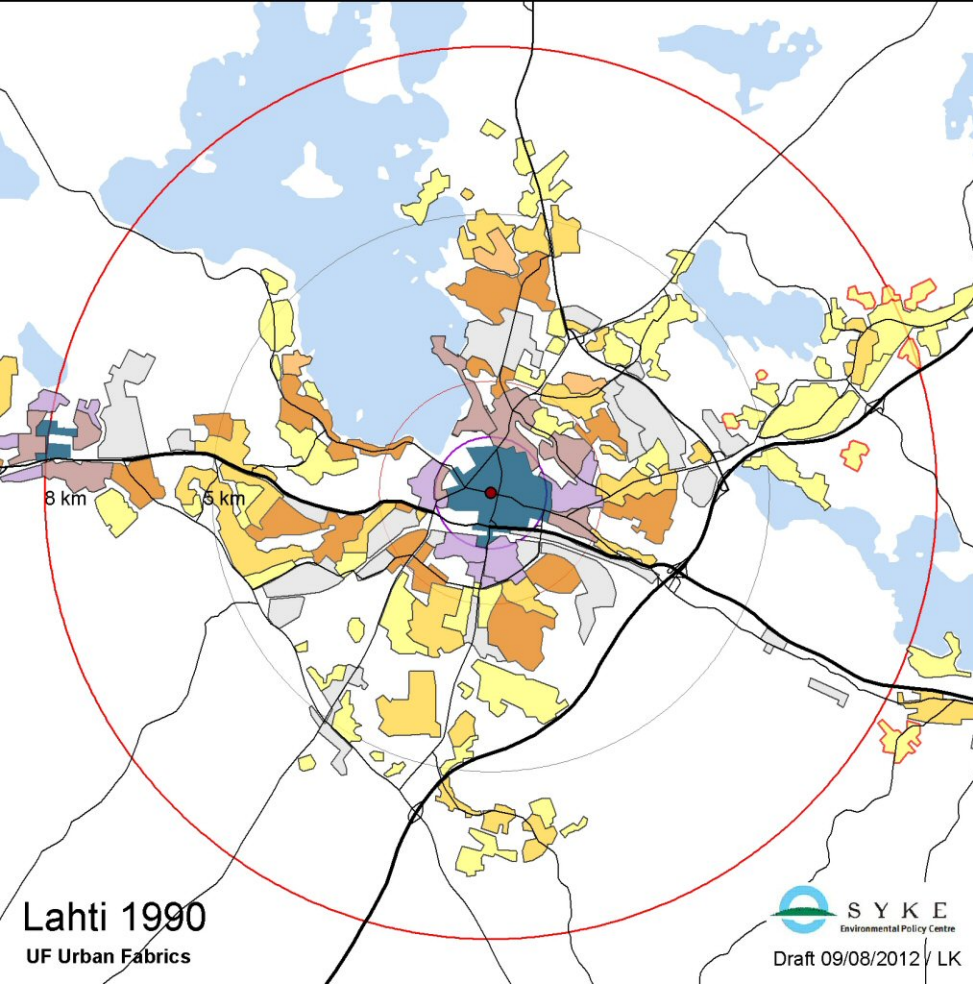 8 km
5 km
Lahti 1990
UF Urban Fabrics
SYKE
Environmental Policy Centre
Draft 09/08/2012 / LK